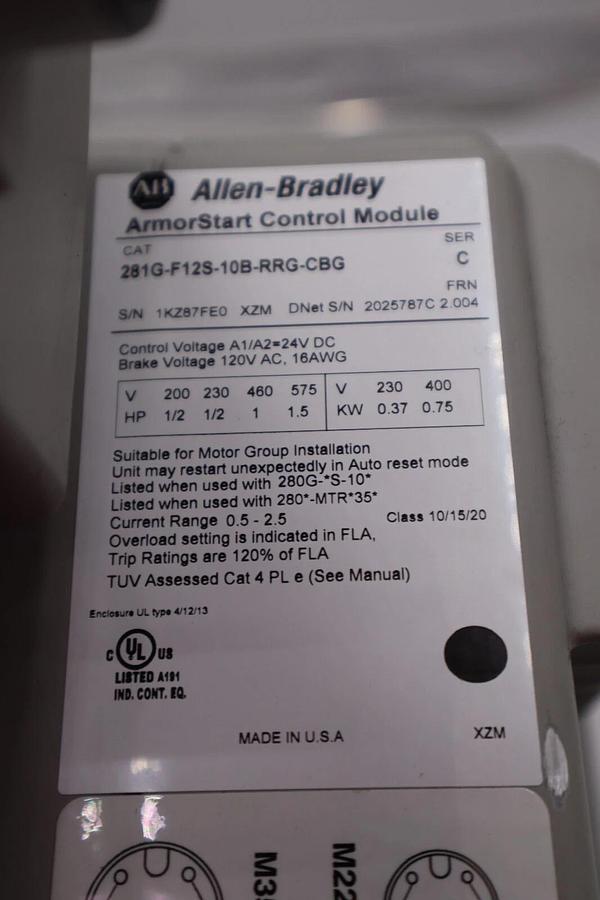 AB Allen-Bradley
ArmorStart Control Module
CAT SER
281G-F12S-10B-RRG-CBG C
FRN
S/N 1KZ87FE0 XZM DNet S/N 2025787C 2.004
Control Voltage A1/A2=24V DC
Brake Voltage 120V AC, 16AWG
V 200 230 460 575 V 230 400
HP 1/2 1/2 1 1.5 KW 0.37 0.75
Suitable for Motor Group Installation
Unit may restart unexpectedly in Auto reset mode
Listed when used with 280G-*S-10*
Listed when used with 280*-MTR*35*
Current Range 0.5 - 2.5 Class 10/15/20
Overload setting is indicated in FLA,
Trip Ratings are 120% of FLA
TUV Assessed Cat 4 PL e (See Manual)
Enclosure UL type 4/12/13
C UL US
LISTED A191
IND. CONT. EQ.
MADE IN U.S.A XZM
M22